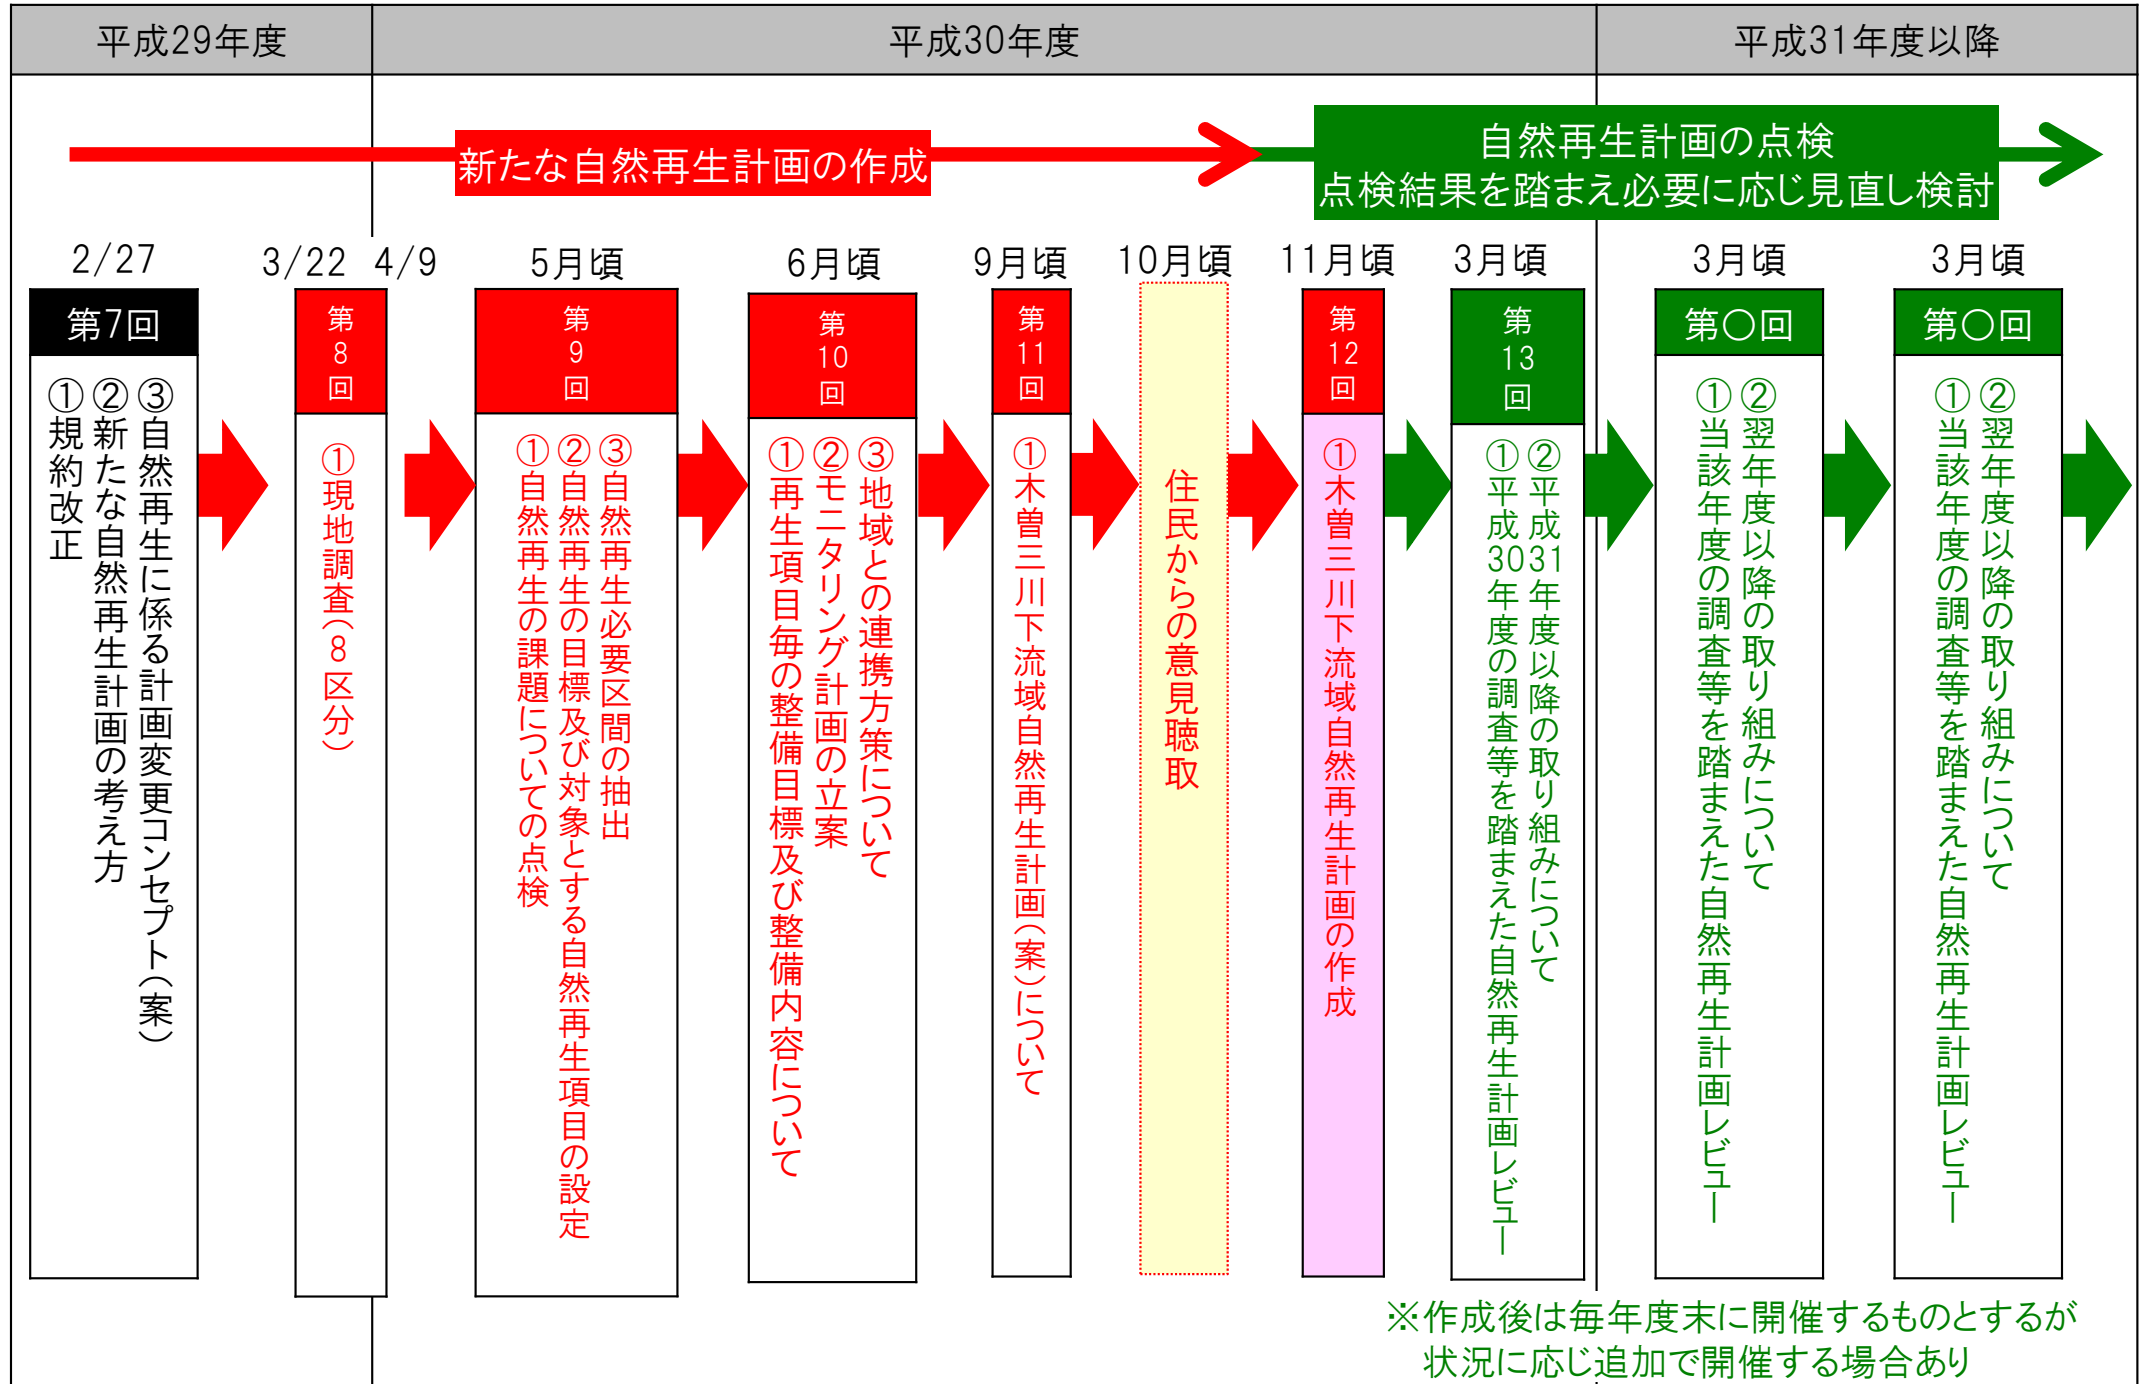 平成29年度
平成30年度
平成31年度以降
新たな自然再生計画の作成
自然再生計画の点検
点検結果を踏まえ必要に応じ見直し検討
2/27
第7回
①規約改正
②新たな自然再生計画の考え方
③自然再生に係る計画変更コンセプト(案)
3/22 4/9
第8回
①現地調査(8区分)
5月頃
第9回
①自然再生の課題についての点検
②自然再生の目標及び対象とする自然再生項目の設定
③自然再生必要区間の抽出
6月頃
第10回
①再生項目毎の整備目標及び整備内容について
②モニタリング計画の立案
③地域との連携方策について
9月頃
第11回
①木曽三川下流域自然再生計画(案)について
10月頃
住民からの意見聴取
11月頃
第12回
①木曽三川下流域自然再生計画の作成
3月頃
第13回
①平成30年度の調査等を踏まえた自然再生計画レビュー
②平成31年度以降の取り組みについて
3月頃
第〇回
①当該年度の調査等を踏まえた自然再生計画レビュー
②翌年度以降の取り組みについて
3月頃
第〇回
①当該年度の調査等を踏まえた自然再生計画レビュー
②翌年度以降の取り組みについて
※作成後は毎年度末に開催するものとするが
状況に応じ追加で開催する場合あり